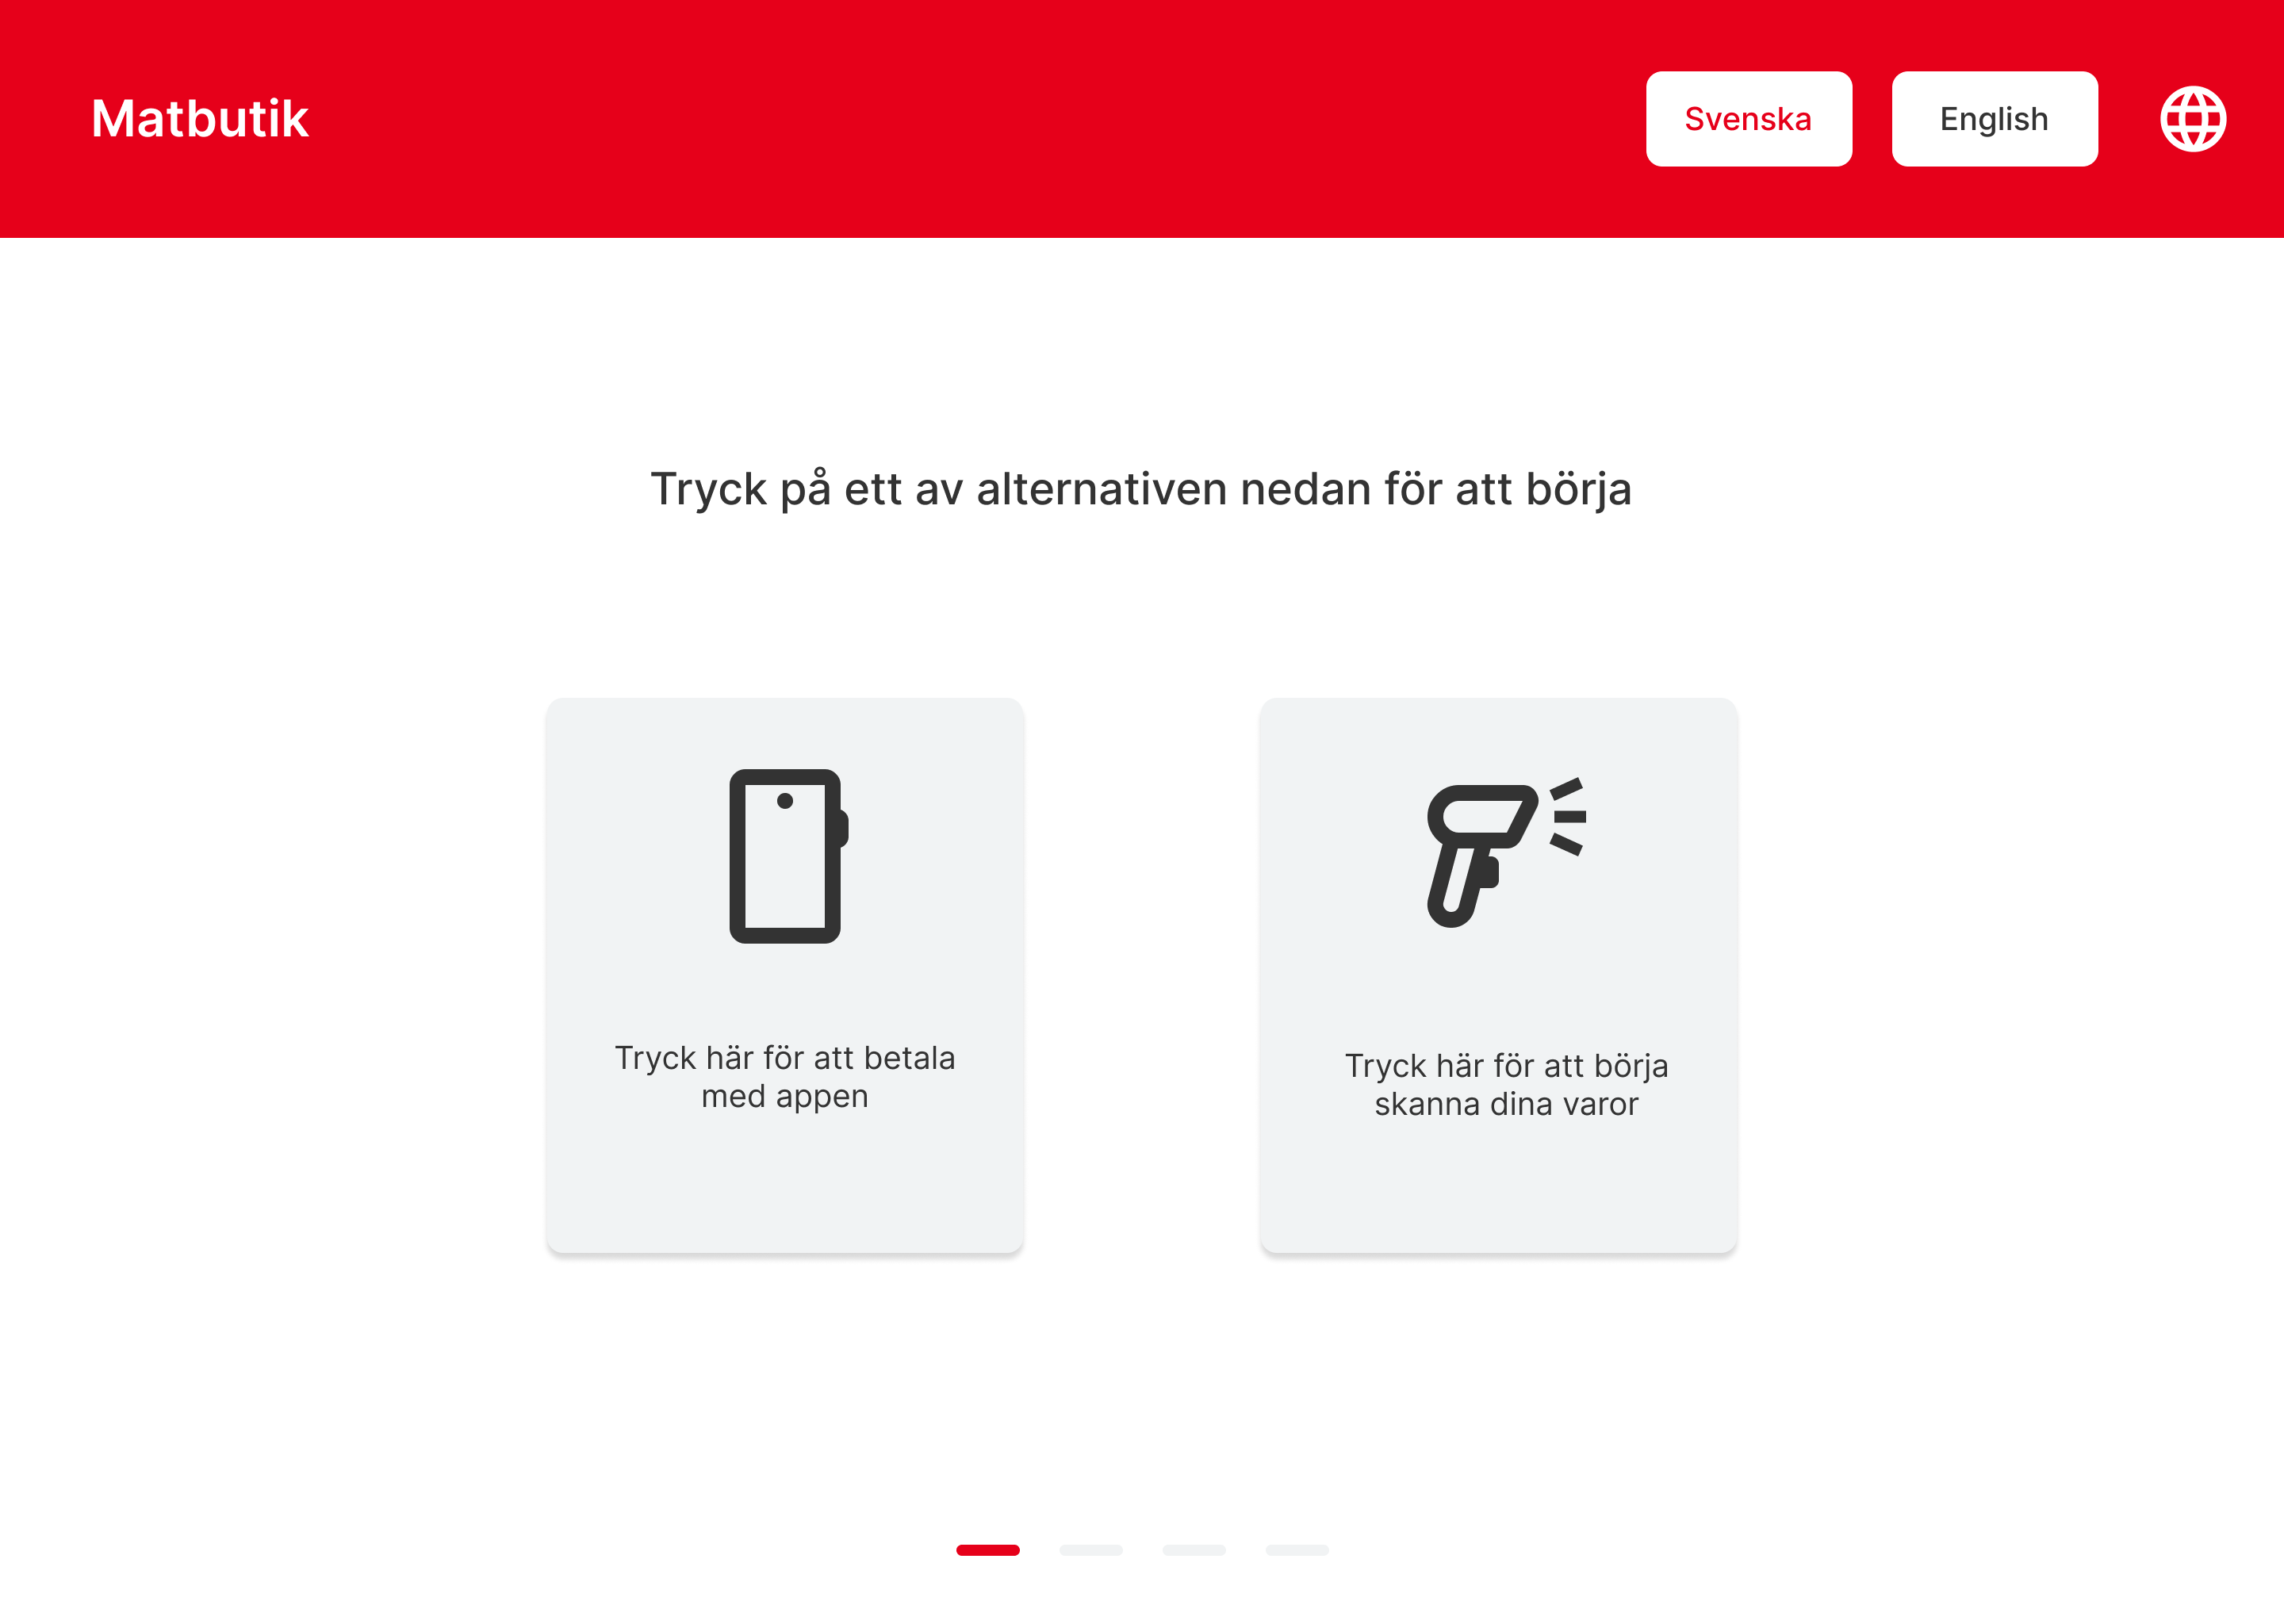 Matbutik
Svenska
English
Tryck på ett av alternativen nedan för att börja
Tryck här för att betala
med appen
Tryck här för att börja
skanna dina varor